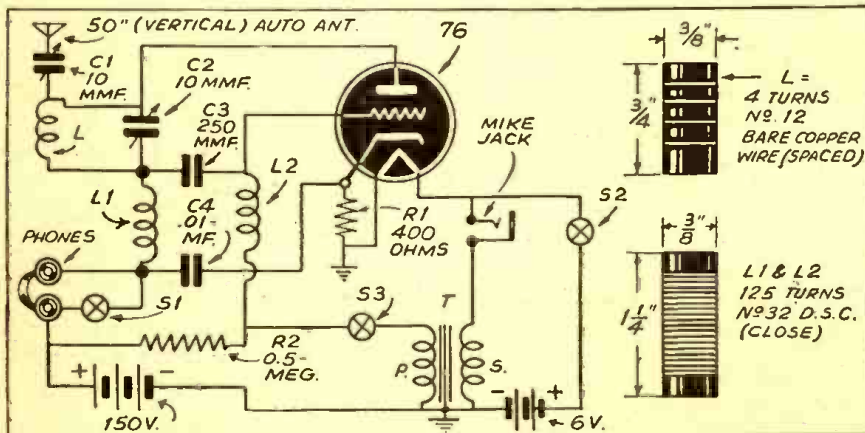 50" (VERTICAL) AUTO ANT.
C1
10
MMF.
C2
10 MMF.
C3
250
MMF.
76
L
L2
L1
C4
.01-
MF.
PHONES
S1
R1
400
OHMS
MIKE
JACK
S2
S3
T
R2
0.5-
MEG.
P.
S.
+
-
150V.
-
+
6V.
3/8"
3/4"
L =
4 TURNS
No. 12
BARE COPPER
WIRE (SPACED)
3/8"
1 1/4"
L1 & L2
125 TURNS
No 32 D.S.C.
(CLOSE)